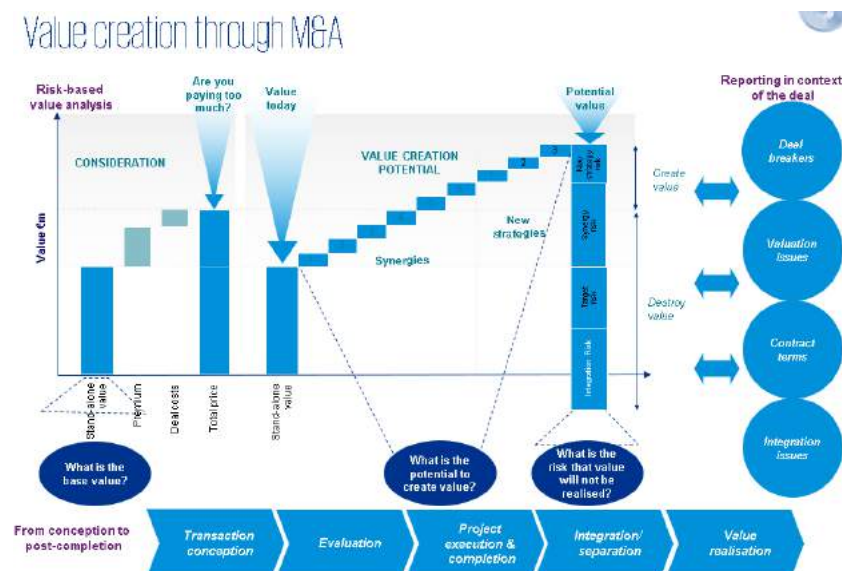 Value creation through M&A
Risk-based
value analysis
Are you
paying too
much?
Value
today
Potential
value
Reporting in context
of the deal
CONSIDERATION
VALUE CREATION
POTENTIAL
Value €m
Synergies
New
strategies
New
strategy
risk
Synergy
risk
Target
risk
Integration Risk
Create
value
Destroy
value
Deal
breakers
Valuation
issues
Contract
terms
Integration
issues
Stand-alone
value
Premium
Deal costs
Total price
Stand-alone
value
What is the
base value?
What is the
potential to
create value?
What is the
risk that value
will not be
realised?
From conception to
post-completion
Transaction
conception
Evaluation
Project
execution &
completion
Integration/
separation
Value
realisation